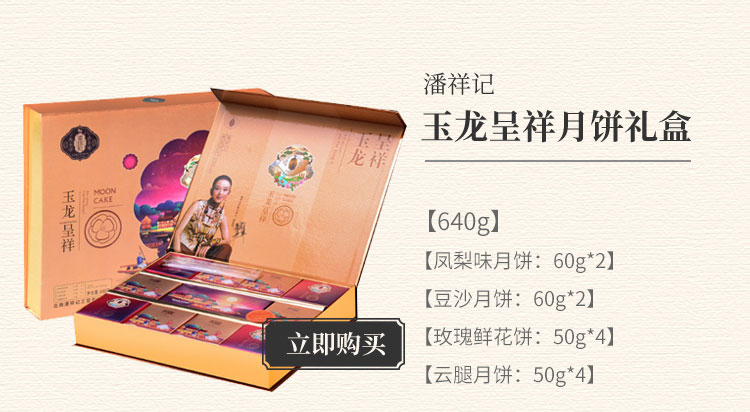 潘祥记
玉龙呈祥月饼礼盒
【640g】
【凤梨味月饼：60g*2】
【豆沙月饼：60g*2】
【玫瑰鲜花饼：50g*4】
【云腿月饼：50g*4】
立即购买
玉龙呈祥
MOON
CAKE
呈祥
玉龙